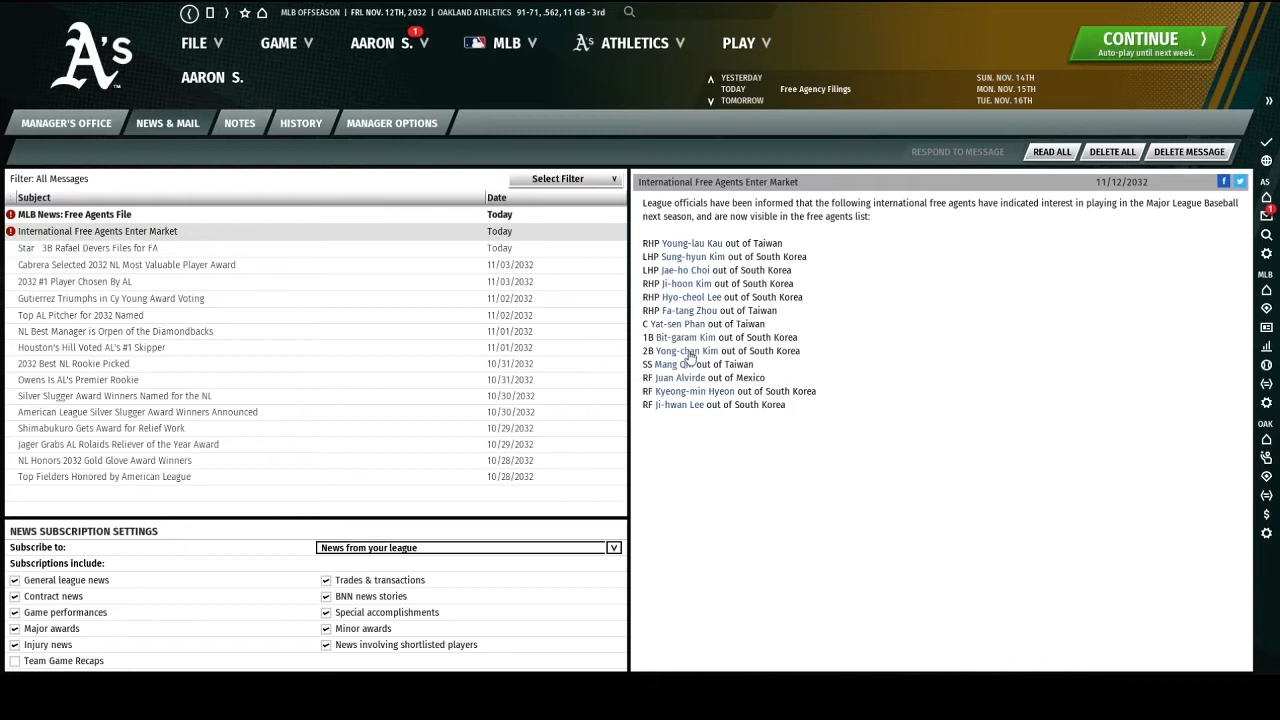 MLB OFFSEASON | FRI. NOV. 12TH, 2032 | OAKLAND ATHLETICS 91-71, .562, 11 GB - 3rd
A's
FILE
GAME
AARON S.
1
MLB
A's ATHLETICS
PLAY
CONTINUE
Auto-play until next week.
AARON S.
YESTERDAY
TODAY Free Agency Filings
TOMORROW
SUN. NOV. 14TH
MON. NOV. 15TH
TUE. NOV. 16TH
MANAGER'S OFFICE
NEWS & MAIL
NOTES
HISTORY
MANAGER OPTIONS
RESPOND TO MESSAGE
READ ALL
DELETE ALL
DELETE MESSAGE
Filter: All Messages
Select Filter
Subject Date
MLB News: Free Agents File Today
International Free Agents Enter Market Today
Star 3B Rafael Devers Files for FA Today
Cabrera Selected 2032 NL Most Valuable Player Award 11/03/2032
2032 #1 Player Chosen By AL 11/03/2032
Gutierrez Triumphs in Cy Young Award Voting 11/02/2032
Top AL Pitcher for 2032 Named 11/02/2032
NL Best Manager is Orpen of the Diamondbacks 11/01/2032
Houston's Hill Voted AL's #1 Skipper 11/01/2032
2032 Best NL Rookie Picked 10/31/2032
Owens Is AL's Premier Rookie 10/31/2032
Silver Slugger Award Winners Named for the NL 10/30/2032
American League Silver Slugger Award Winners Announced 10/30/2032
Shimabukuro Gets Award for Relief Work 10/29/2032
Jager Grabs AL Rolaids Reliever of the Year Award 10/29/2032
NL Honors 2032 Gold Glove Award Winners 10/28/2032
Top Fielders Honored by American League 10/28/2032
NEWS SUBSCRIPTION SETTINGS
Subscribe to: News from your league
Subscriptions include:
General league news Trades & transactions
Contract news BNN news stories
Game performances Special accomplishments
Major awards Minor awards
Injury news News involving shortlisted players
Team Game Recaps
International Free Agents Enter Market 11/12/2032
League officials have been informed that the following international free agents have indicated interest in playing in the Major League Baseball
next season, and are now visible in the free agents list:
RHP Young-lau Kau out of Taiwan
LHP Sung-hyun Kim out of South Korea
LHP Jae-ho Choi out of South Korea
RHP Ji-hoon Kim out of South Korea
RHP Hyo-cheol Lee out of South Korea
RHP Fa-tang Zhou out of Taiwan
C Yat-sen Phan out of Taiwan
1B Bit-garam Kim out of South Korea
2B Yong-chan Kim out of South Korea
SS Mang out of Taiwan
RF Juan Alvirde out of Mexico
RF Kyeong-min Hyeon out of South Korea
RF Ji-hwan Lee out of South Korea
AS
1
MLB
OAK